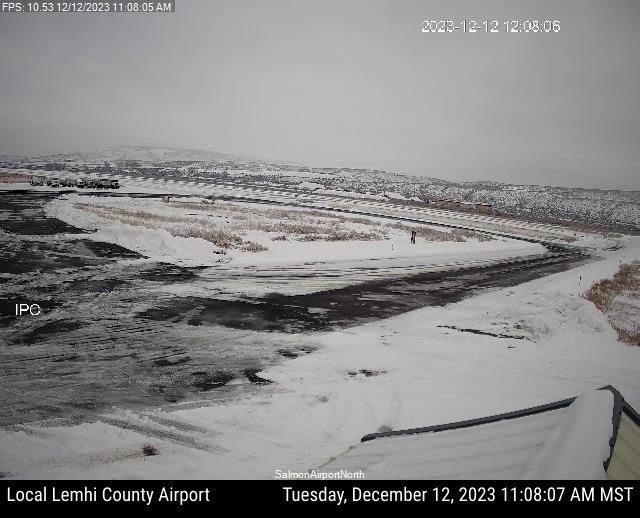 FPS: 10.53 12/12/2023 11:08:05 AM
2023-12-12 12:08:06
IPC
SalmonAirportNorth
Local Lemhi County Airport Tuesday, December 12, 2023 11:08:07 AM MST